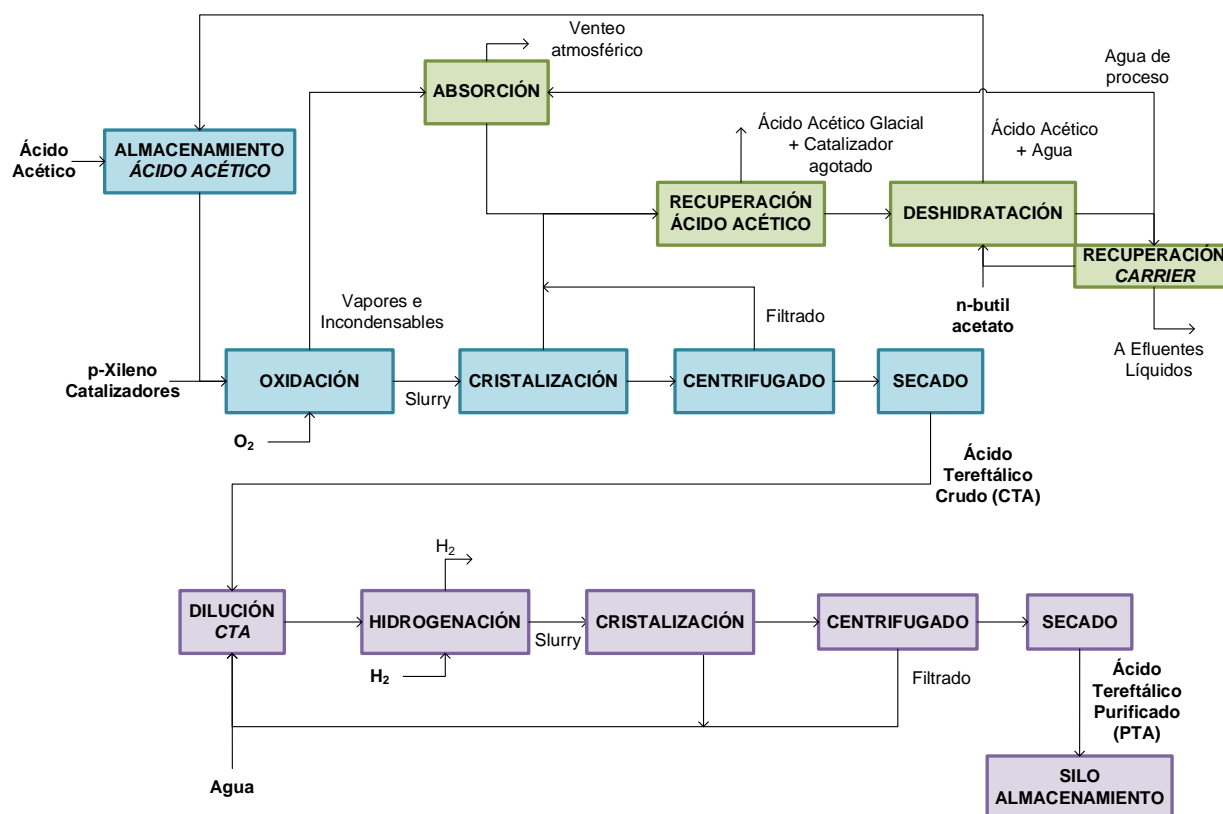 Venteo
atmosférico
ABSORCIÓN
Agua de
proceso
Ácido
Acético
ALMACENAMIENTO
ÁCIDO ACÉTICO
Ácido Acético Glacial
+ Catalizador
agotado
Ácido Acético
+ Agua
RECUPERACIÓN
ÁCIDO ACÉTICO
DESHIDRATACIÓN
RECUPERACIÓN
CARRIER
Vapores e
Incondensables
Filtrado
n-butil
acetato
A Efluentes
Líquidos
p-Xileno
Catalizadores
OXIDACIÓN
Slurry
CRISTALIZACIÓN
CENTRIFUGADO
SECADO
O2
Ácido
Tereftálico
Crudo (CTA)
H2
DILUCIÓN
CTA
HIDROGENACIÓN
Slurry
CRISTALIZACIÓN
CENTRIFUGADO
SECADO
H2
Filtrado
Ácido
Tereftálico
Purificado
(PTA)
Agua
SILO
ALMACENAMIENTO